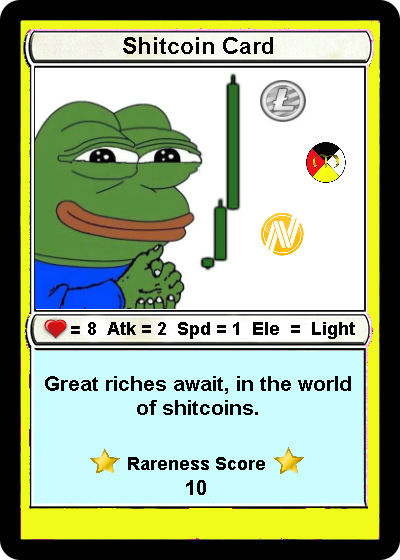 Shitcoin Card
= 8 Atk = 2 Spd = 1 Ele = Light
Great riches await, in the world
of shitcoins.
Rareness Score
10